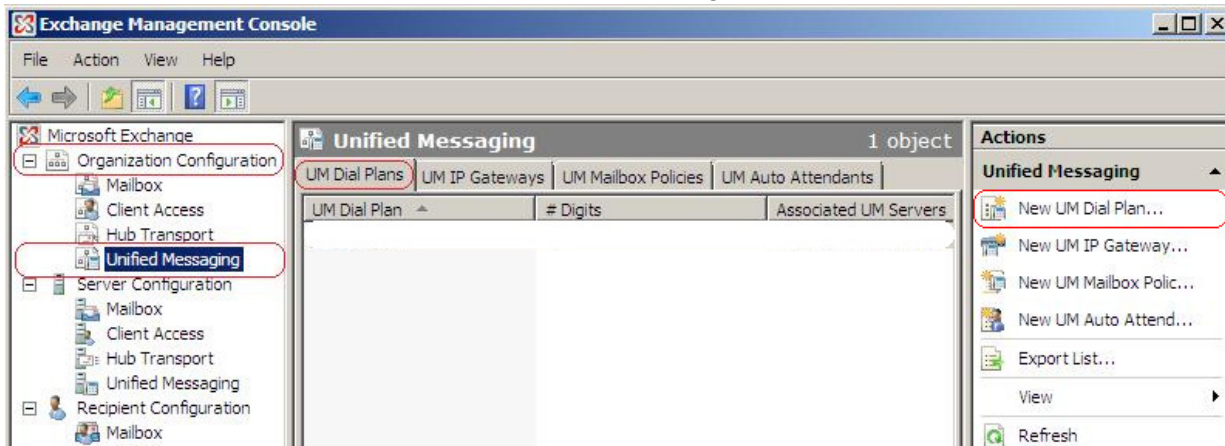 Exchange Management Console
File Action View Help
Microsoft Exchange
Organization Configuration
Mailbox
Client Access
Hub Transport
Unified Messaging
Server Configuration
Mailbox
Client Access
Hub Transport
Unified Messaging
Recipient Configuration
Mailbox
Unified Messaging 1 object
UM Dial Plans UM IP Gateways UM Mailbox Policies UM Auto Attendants
UM Dial Plan # Digits Associated UM Servers
Actions
Unified Messaging
New UM Dial Plan...
New UM IP Gateway...
New UM Mailbox Polic...
New UM Auto Attend...
Export List...
View
Refresh